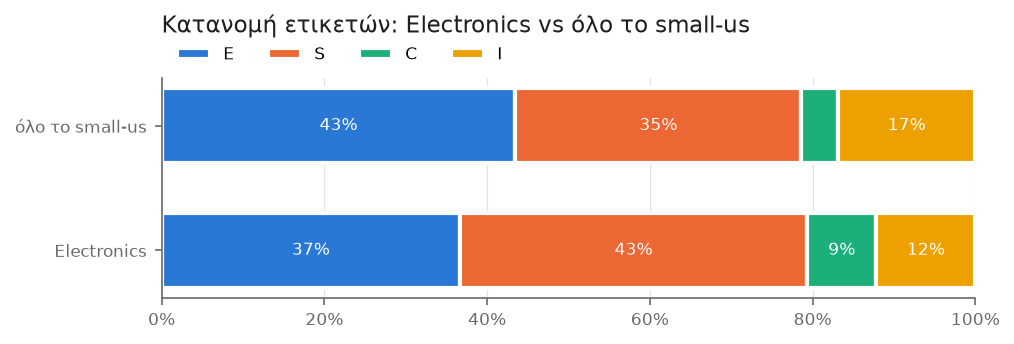 Κατανομή ετικετών: Electronics vs όλο το small-us
E S C I
όλο το small-us 43% 35% 17%
Electronics 37% 43% 9% 12%
0% 20% 40% 60% 80% 100%